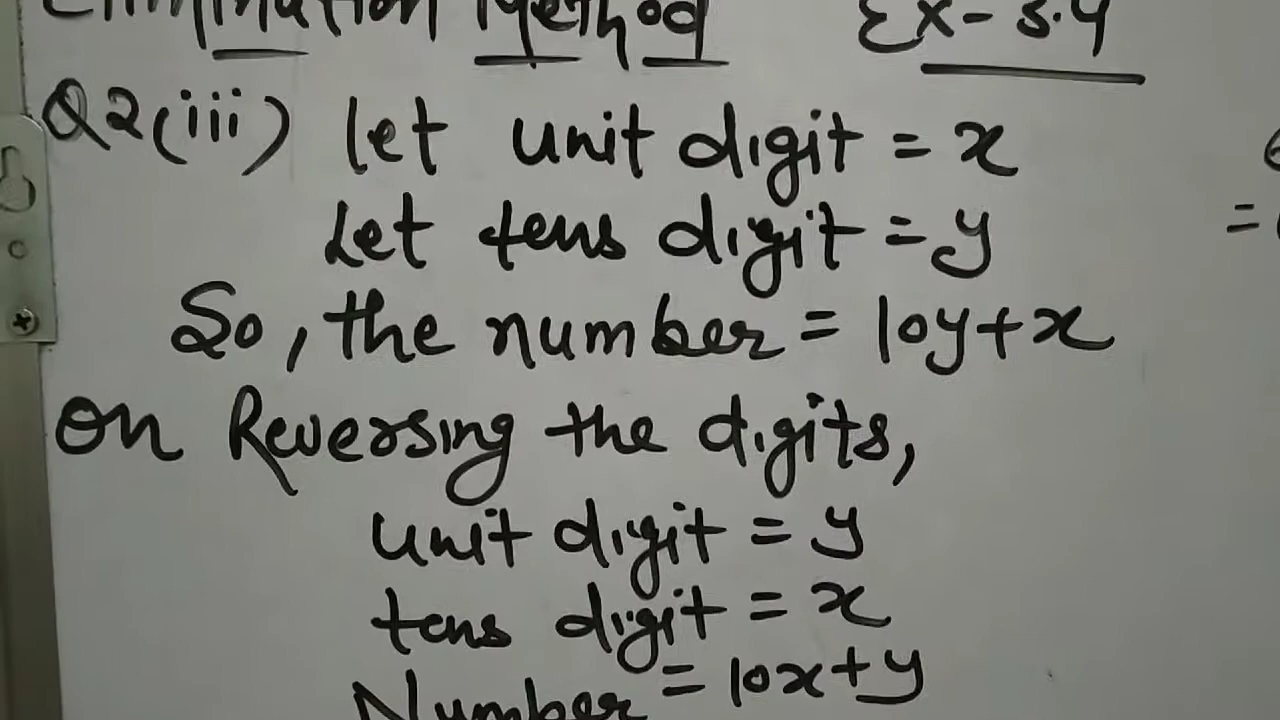 Elimination Method Ex-3.4
Q2(iii) let unit digit = x
Let tens digit = y
So, the number = 10y+x
on Reversing the digits,
unit digit = y
tens digit = x
Number = 10x+y